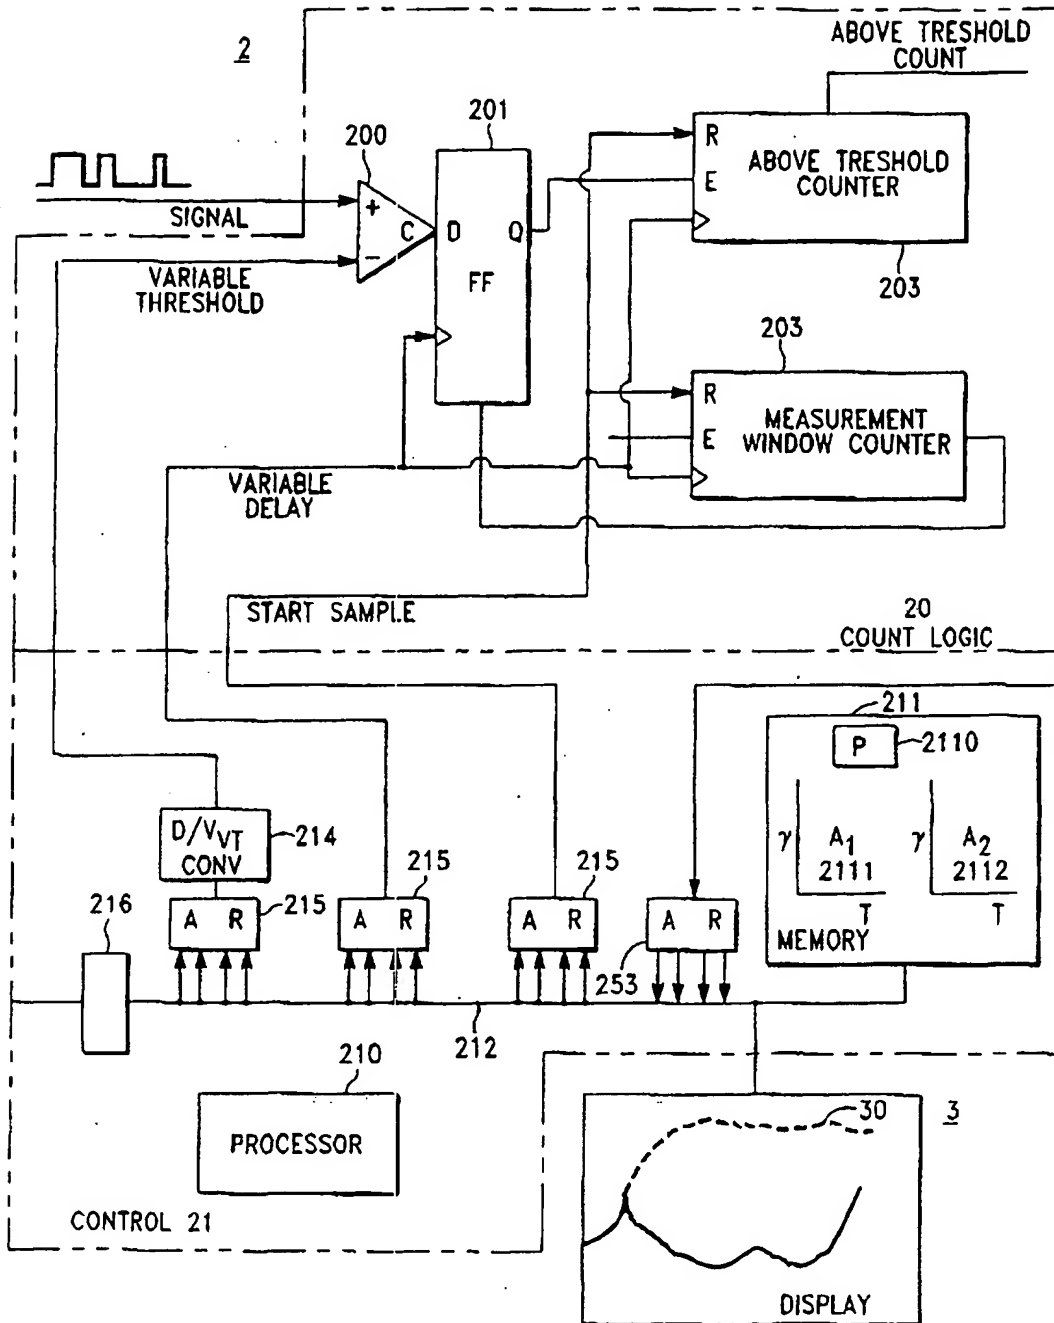 2
ABOVE TRESHOLD
COUNT
200
201
R
E
ABOVE TRESHOLD
COUNTER
203
+
−
C
D
Q
FF
SIGNAL
VARIABLE
THRESHOLD
203
R
E
MEASUREMENT
WINDOW COUNTER
VARIABLE
DELAY
START SAMPLE
20
COUNT LOGIC
211
P
2110
γ
A1
2111
T
γ
A2
2112
T
MEMORY
D/VVT
CONV
214
216
A R
215
A R
215
A R
215
A R
253
212
210
PROCESSOR
CONTROL 21
30
3
DISPLAY